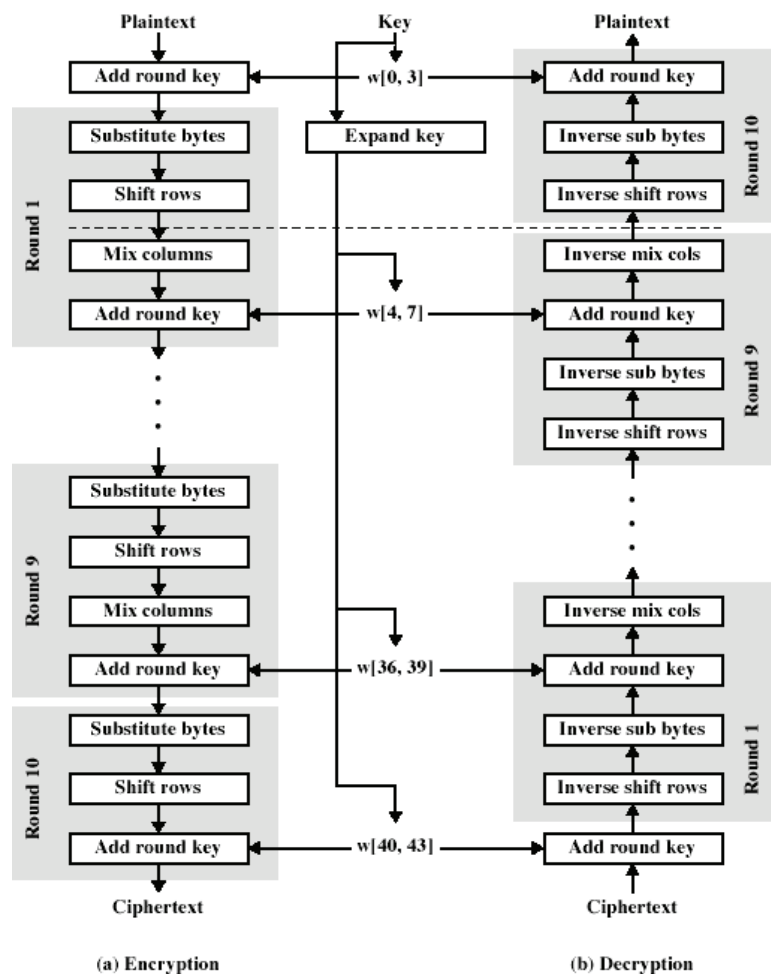 Plaintext
Key
Plaintext
Add round key
w[0, 3]
Add round key
Substitute bytes
Expand key
Inverse sub bytes
Round 10
Shift rows
Inverse shift rows
Round 1
Mix columns
Inverse mix cols
Add round key
w[4, 7]
Add round key
Inverse sub bytes
Round 9
Inverse shift rows
Substitute bytes
Shift rows
Round 9
Mix columns
Inverse mix cols
Add round key
w[36, 39]
Add round key
Substitute bytes
Inverse sub bytes
Round 1
Shift rows
Inverse shift rows
Round 10
Add round key
w[40, 43]
Add round key
Ciphertext
Ciphertext
(a) Encryption
(b) Decryption